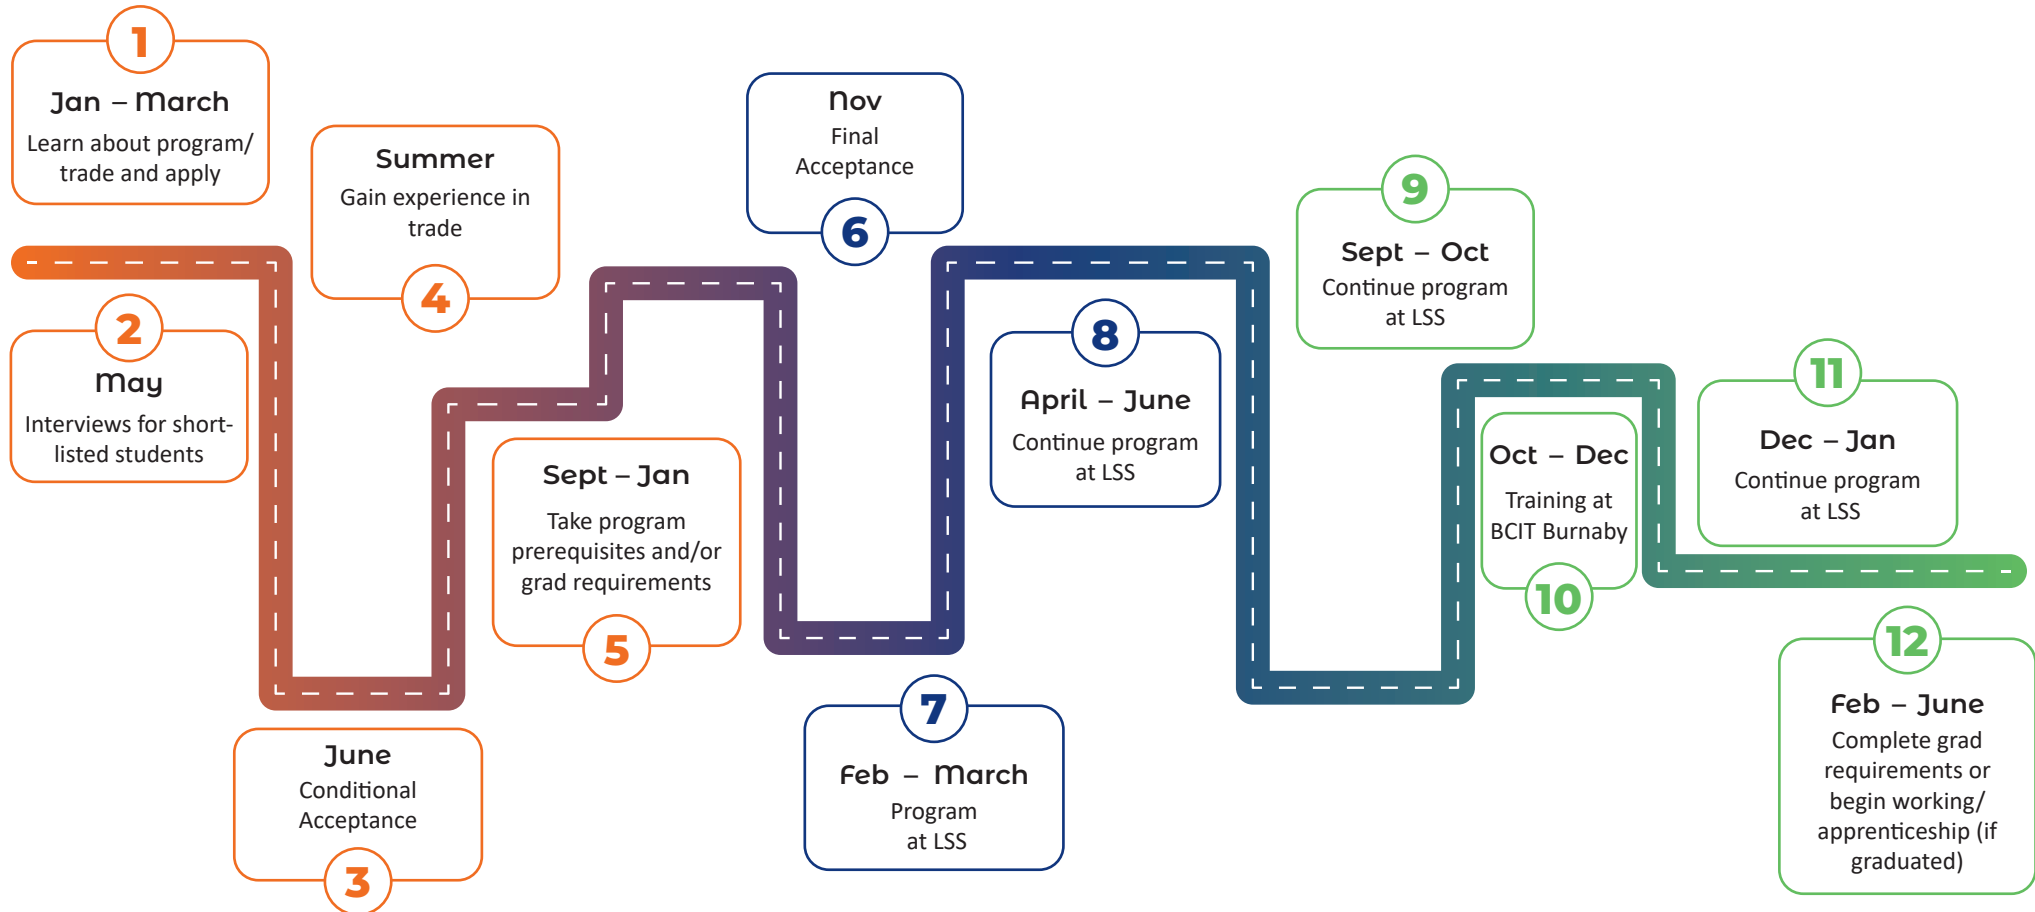 1
Jan – March
Learn about program/
trade and apply
2
May
Interviews for short-
listed students
June
Conditional
Acceptance
3
Summer
Gain experience in
trade
4
Sept – Jan
Take program
prerequisites and/or
grad requirements
5
Nov
Final
Acceptance
6
7
Feb – March
Program
at LSS
8
April – June
Continue program
at LSS
9
Sept – Oct
Continue program
at LSS
Oct – Dec
Training at
BCIT Burnaby
10
11
Dec – Jan
Continue program
at LSS
12
Feb – June
Complete grad
requirements or
begin working/
apprenticeship (if
graduated)